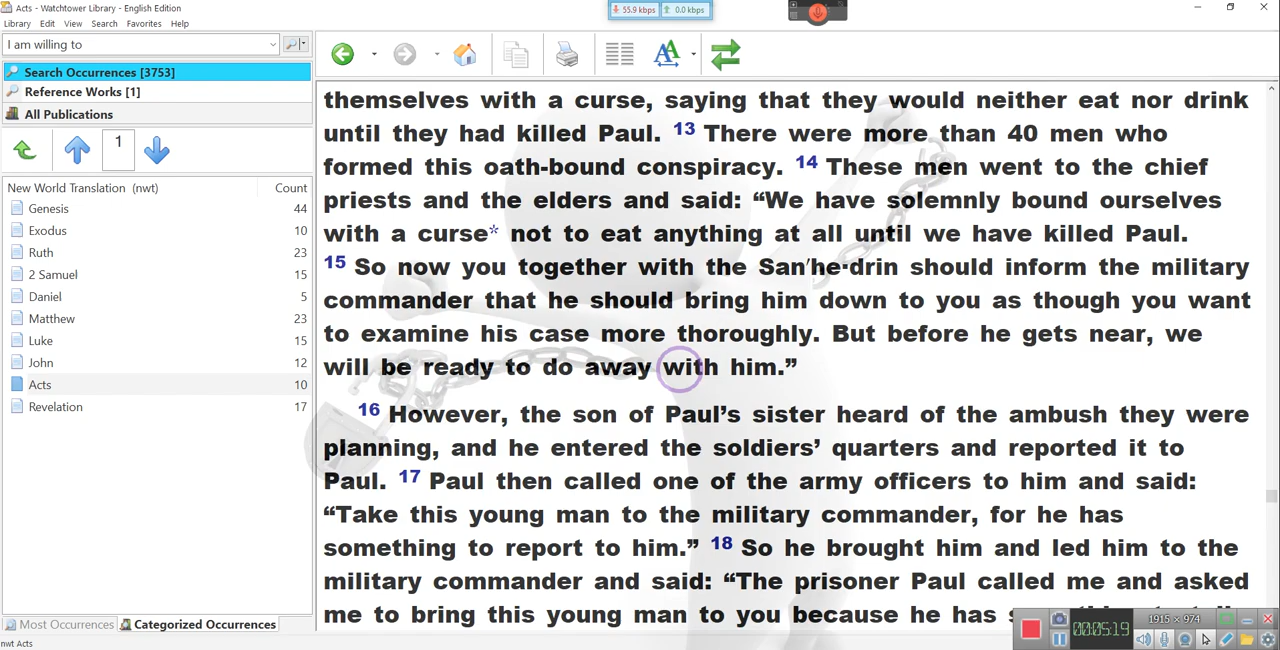 Acts - Watchtower Library - English Edition
55.9 kbps
0.0 kbps
Library Edit View Search Favorites Help
I am willing to
Search Occurrences [3753]
Reference Works [1]
All Publications
1
New World Translation (nwt) Count
Genesis 44
Exodus 10
Ruth 23
2 Samuel 15
Daniel 5
Matthew 23
Luke 15
John 12
Acts 10
Revelation 17
Most Occurrences Categorized Occurrences
nwt Acts
themselves with a curse, saying that they would neither eat nor drink
until they had killed Paul. 13 There were more than 40 men who
formed this oath-bound conspiracy. 14 These men went to the chief
priests and the elders and said: “We have solemnly bound ourselves
with a curse* not to eat anything at all until we have killed Paul.
15 So now you together with the Sanʹhe·drin should inform the military
commander that he should bring him down to you as though you want
to examine his case more thoroughly. But before he gets near, we
will be ready to do away with him.”
16 However, the son of Paul’s sister heard of the ambush they were
planning, and he entered the soldiers’ quarters and reported it to
Paul. 17 Paul then called one of the army officers to him and said:
“Take this young man to the military commander, for he has
something to report to him.” 18 So he brought him and led him to the
military commander and said: “The prisoner Paul called me and asked
me to bring this young man to you because he has
00:05:19
1915 × 974